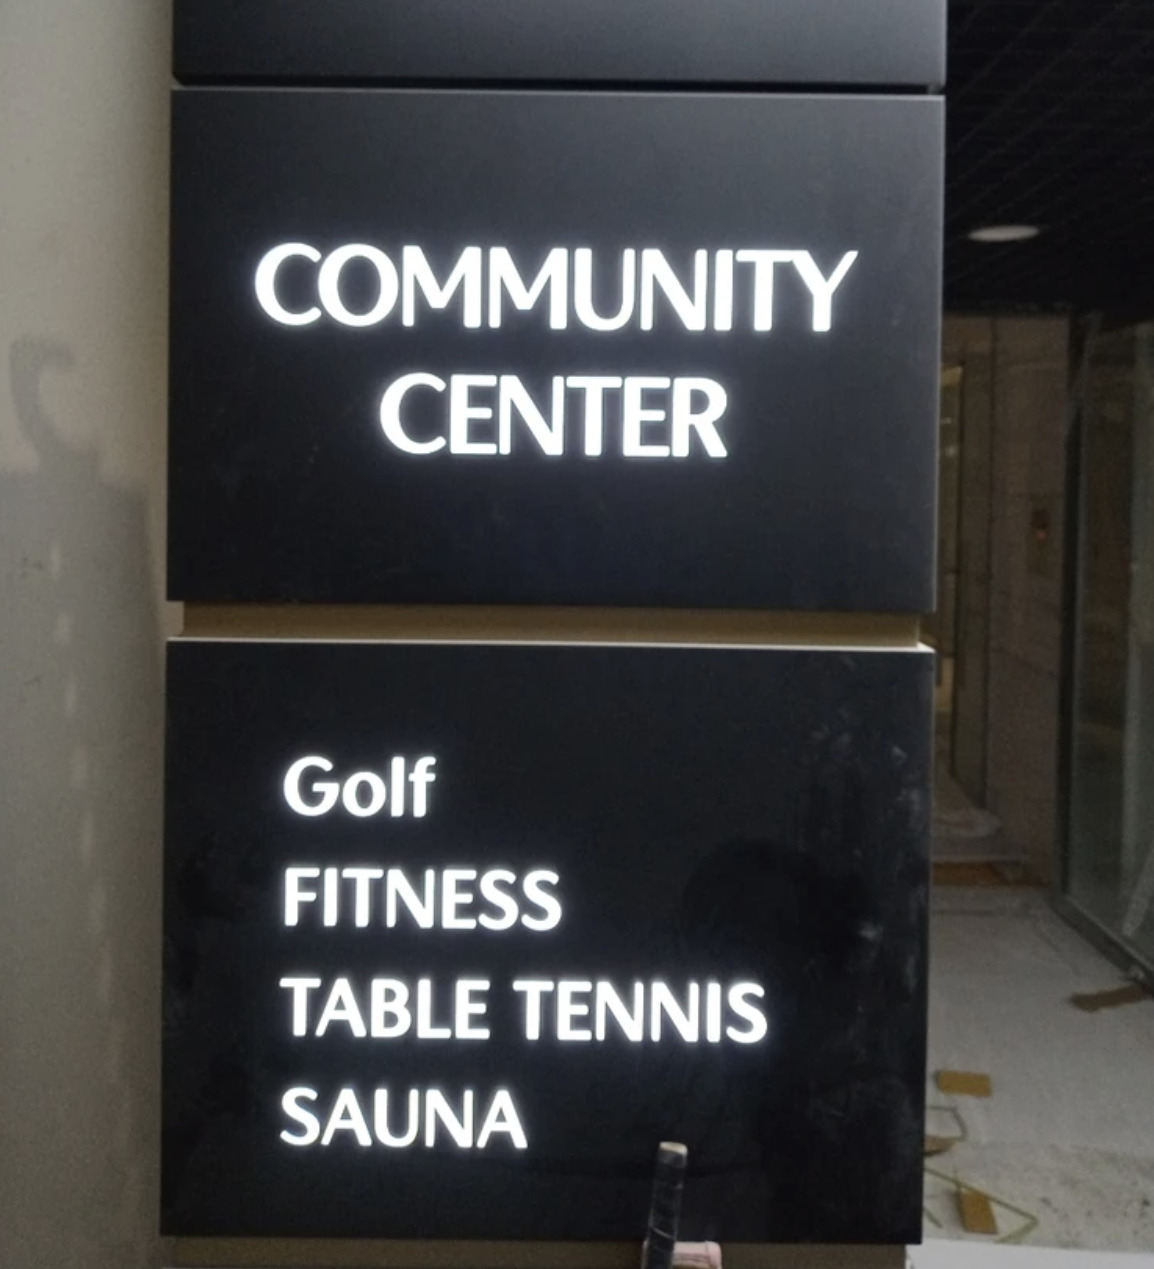 COMMUNITY
CENTER
Golf
FITNESS
TABLE TENNIS
SAUNA